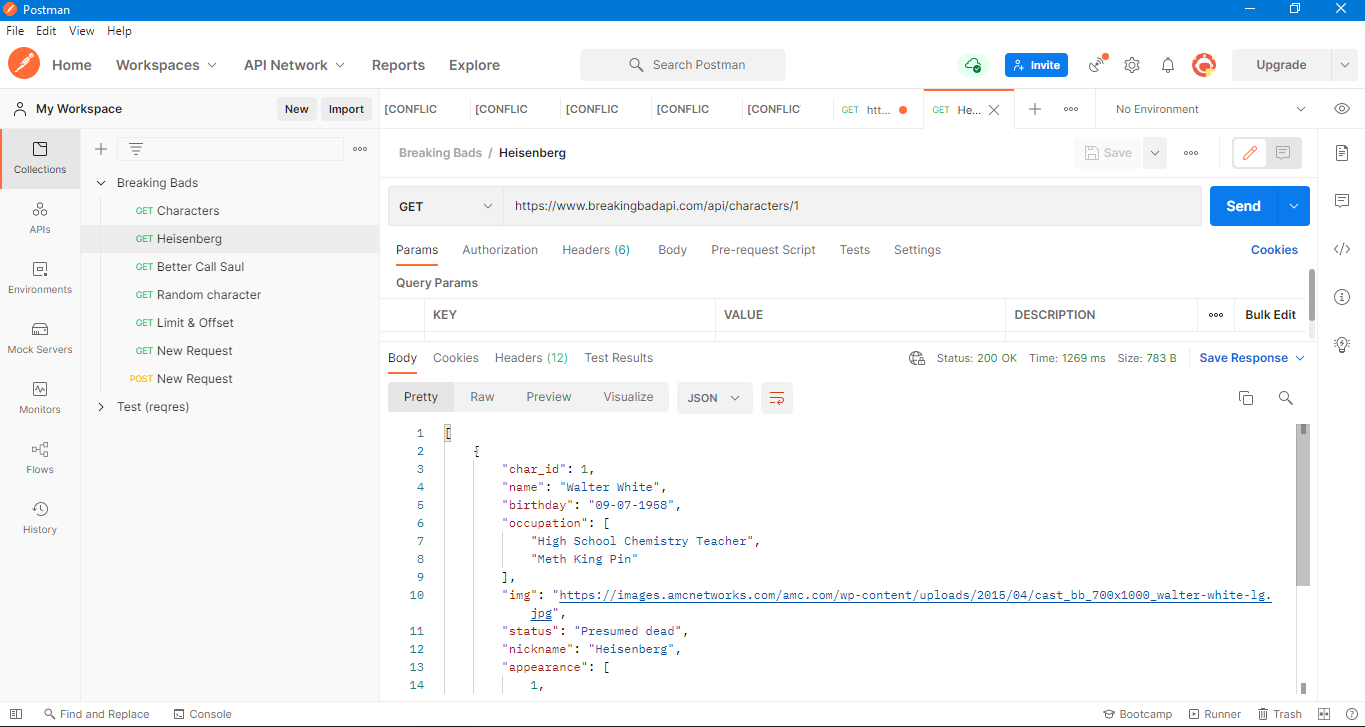 Postman
File Edit View Help
Home Workspaces API Network Reports Explore Search Postman Invite Upgrade
My Workspace New Import [CONFLIC [CONFLIC [CONFLIC [CONFLIC [CONFLIC GET htt... GET He... No Environment
Collections
APIs
Environments
Mock Servers
Monitors
Flows
History
Breaking Bads
GET Characters
GET Heisenberg
GET Better Call Saul
GET Random character
GET Limit & Offset
GET New Request
POST New Request
Test (reqres)
Breaking Bads / Heisenberg Save
GET https://www.breakingbadapi.com/api/characters/1 Send
Params Authorization Headers (6) Body Pre-request Script Tests Settings Cookies
Query Params
KEY VALUE DESCRIPTION Bulk Edit
Body Cookies Headers (12) Test Results Status: 200 OK Time: 1269 ms Size: 783 B Save Response
Pretty Raw Preview Visualize JSON
1 [
2 {
3 "char_id": 1,
4 "name": "Walter White",
5 "birthday": "09-07-1958",
6 "occupation": [
7 "High School Chemistry Teacher",
8 "Meth King Pin"
9 ],
10 "img": "https://images.amcnetworks.com/amc.com/wp-content/uploads/2015/04/cast_bb_700x1000_walter-white-lg.
jpg",
11 "status": "Presumed dead",
12 "nickname": "Heisenberg",
13 "appearance": [
14 1,
Find and Replace Console Bootcamp Runner Trash